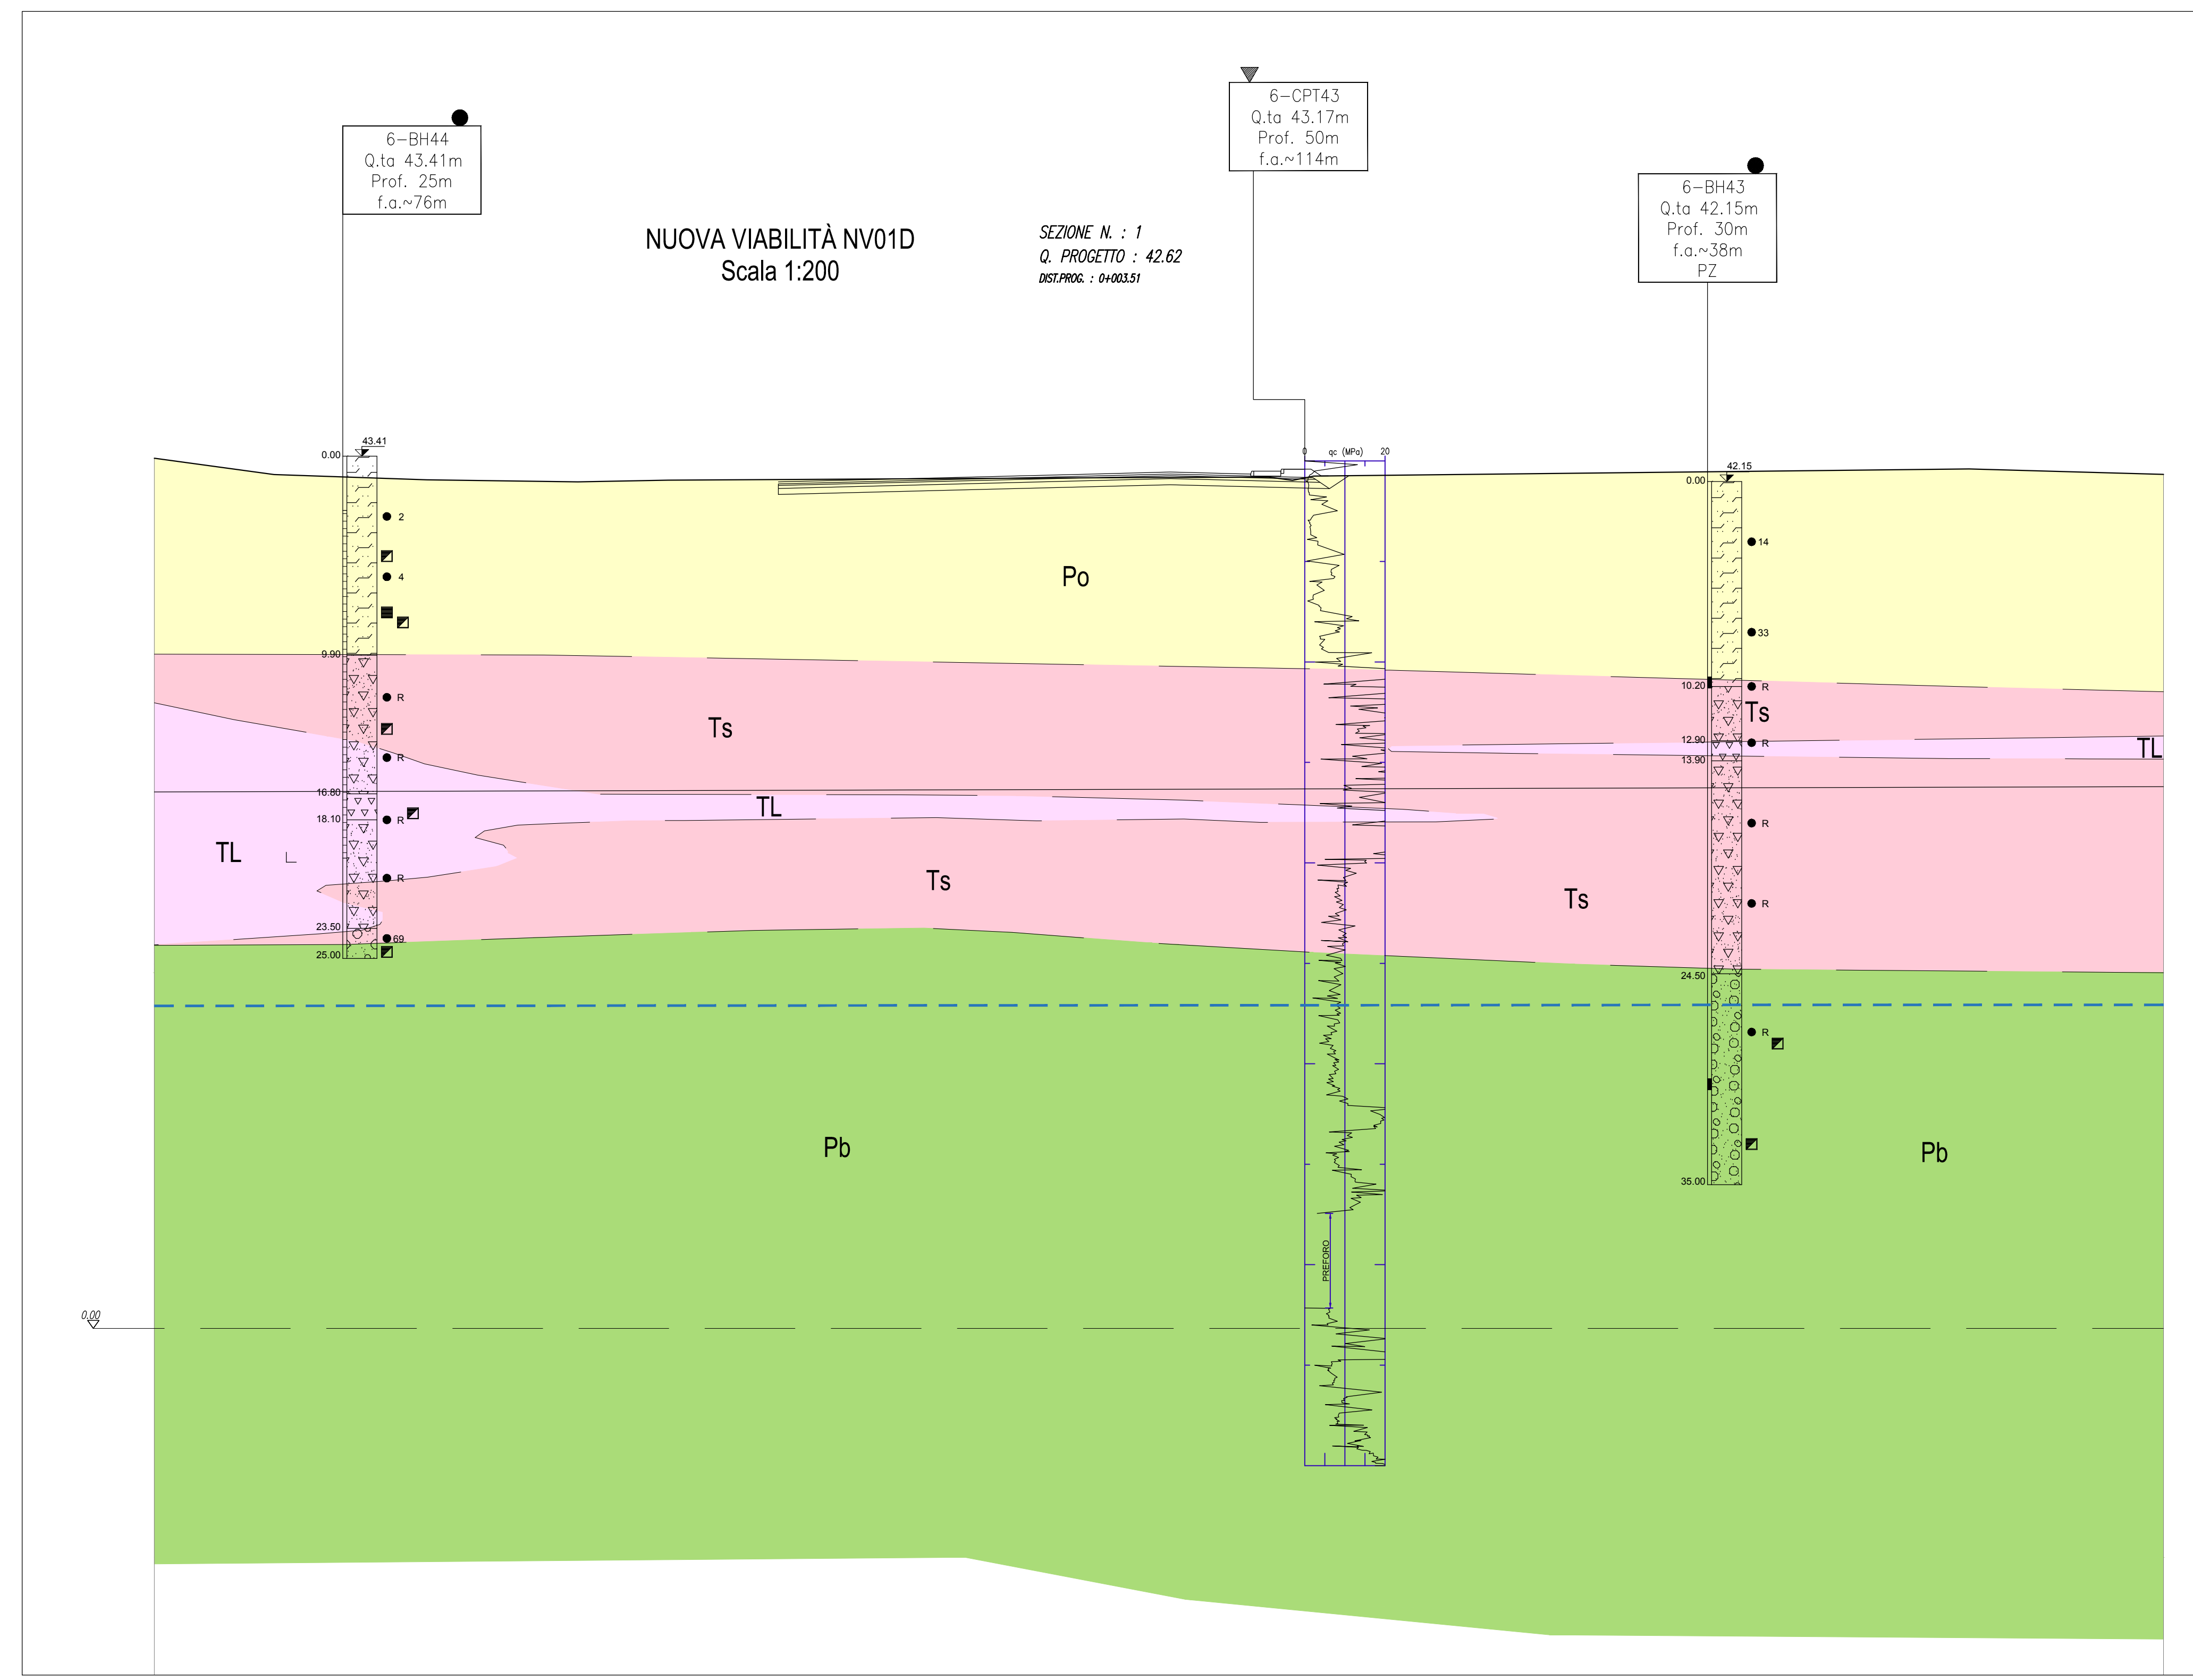 6-BH44
Q.ta 43.41m
Prof. 25m
f.a.~76m
6-CPT43
Q.ta 43.17m
Prof. 50m
f.a.~114m
6-BH43
Q.ta 42.15m
Prof. 30m
f.a.~38m
PZ
NUOVA VIABILITÀ NV01D
Scala 1:200
SEZIONE N. : 1
Q. PROGETTO : 42.62
DIST.PROG. : 0+003.51
43.41
0.00
2
4
9.90
R
R
16.80
18.10
R
R
23.50
69
25.00
0 qc (MPa) 20
PREFORO
42.15
0.00
14
33
10.20
R
12.90
R
13.90
R
R
24.50
R
35.00
Po
Ts
Ts
TL
TL
TL
Ts
Ts
Pb
Pb
0.00